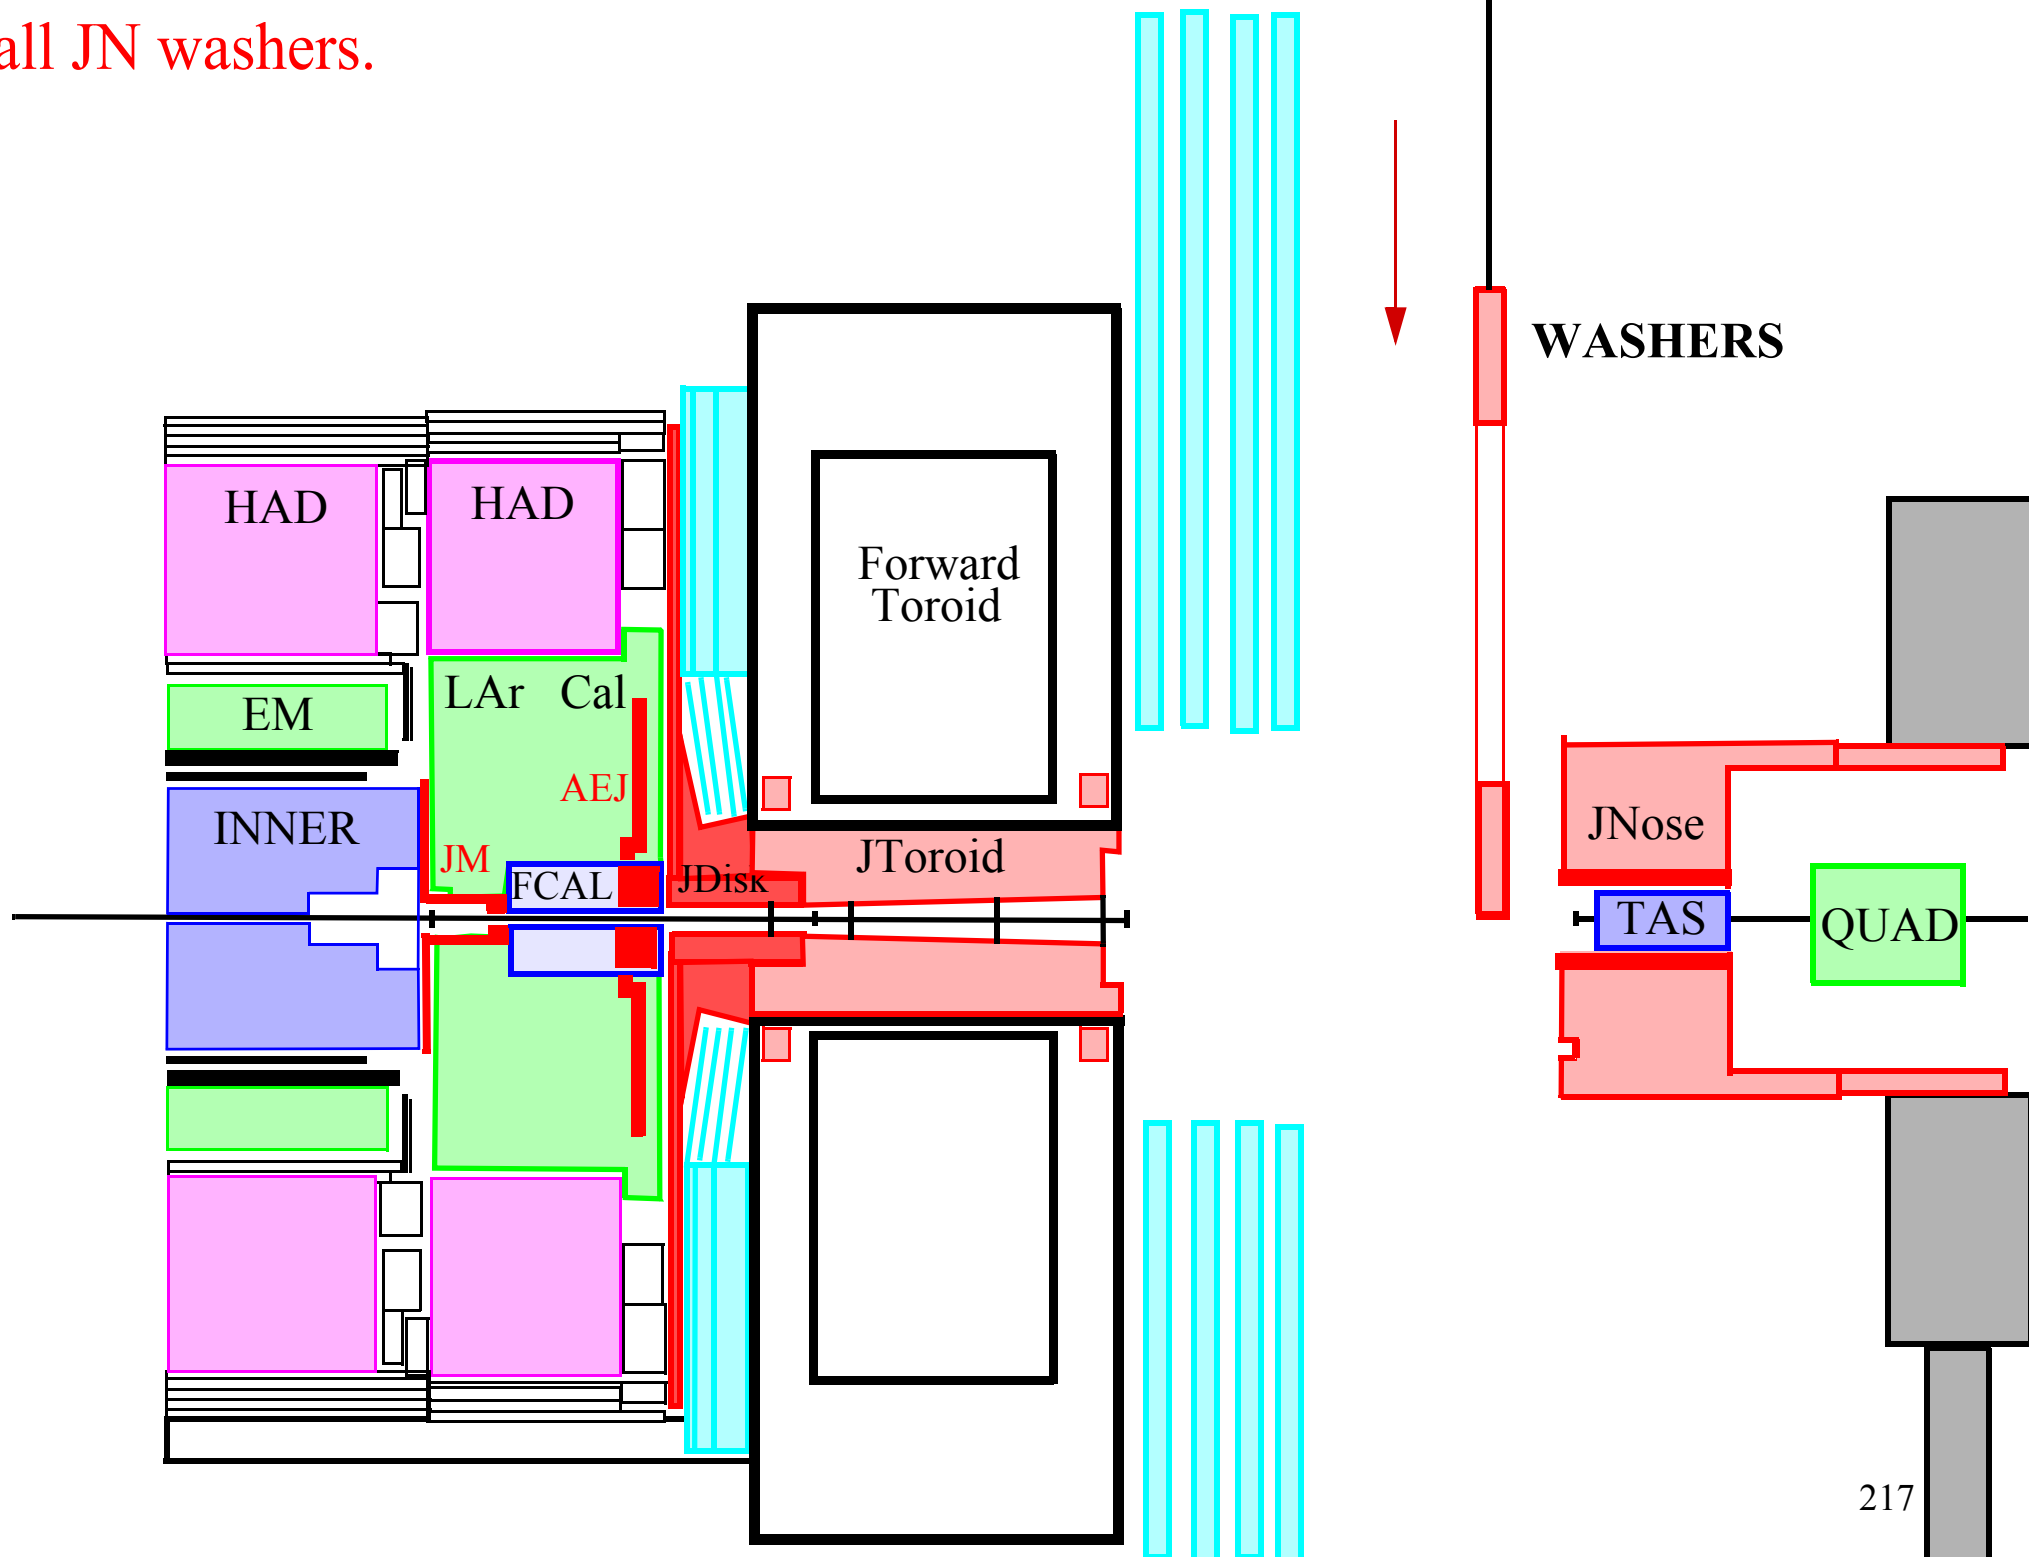 all JN washers.
WASHERS
HAD
HAD
Forward
Toroid
LAr Cal
EM
AEJ
INNER
JNose
JM
JToroid
FCAL
JDisk
TAS
QUAD
217